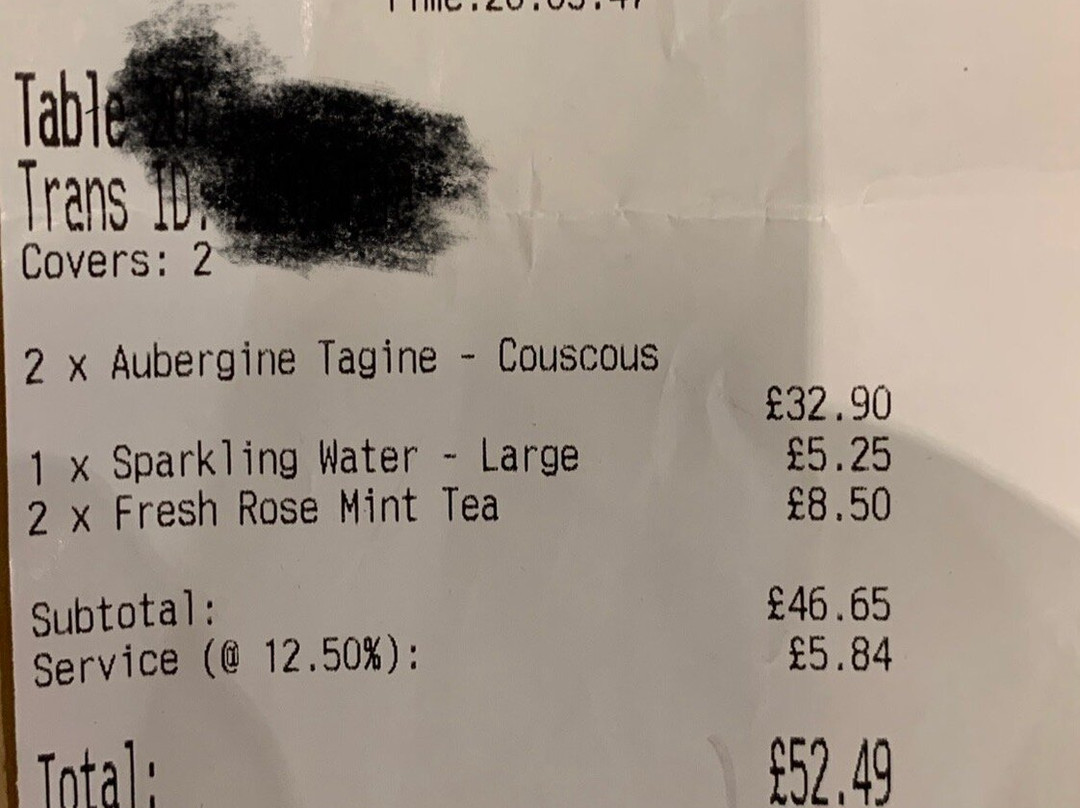 Table
Trans ID:
Covers: 2
2 x Aubergine Tagine - Couscous
£32.90
1 x Sparkling Water - Large £5.25
2 x Fresh Rose Mint Tea £8.50
Subtotal: £46.65
Service (@ 12.50%): £5.84
Total: £52.49